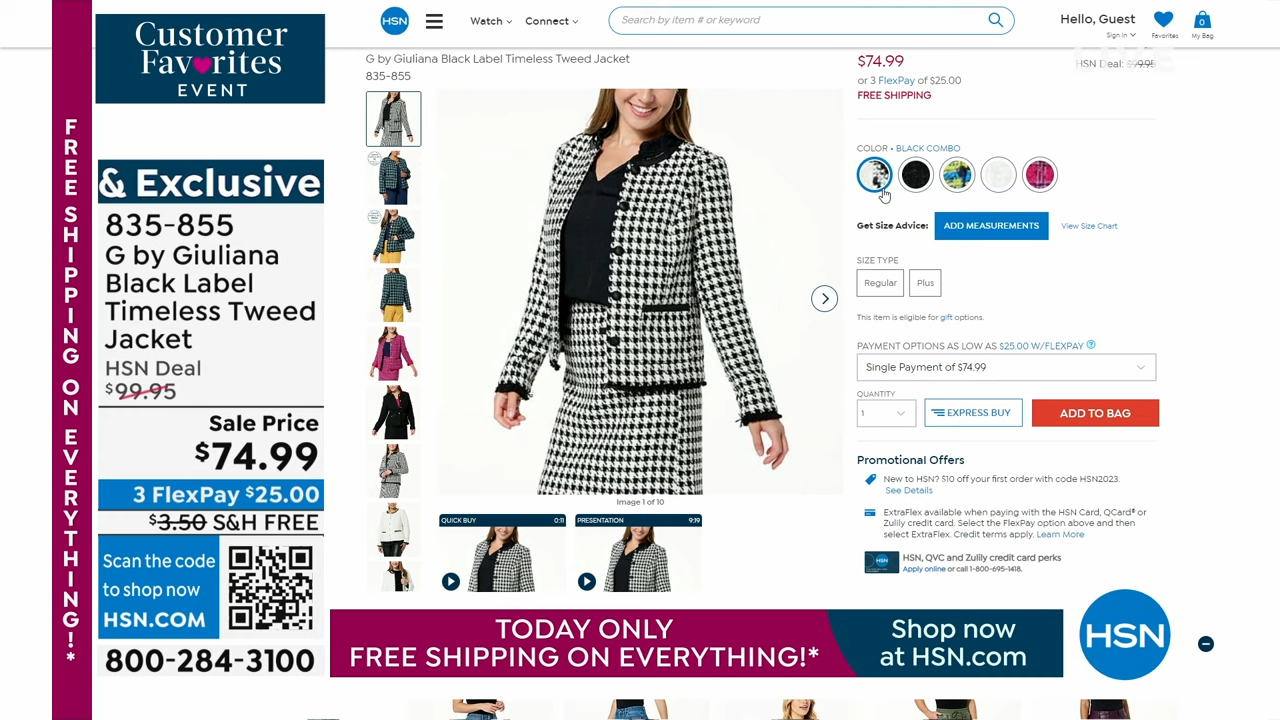 Customer
Favorites
EVENT
FREE SHIPPING ON EVERYTHING!*
& Exclusive
835-855
G by Giuliana
Black Label
Timeless Tweed
Jacket
HSN Deal
$99.95
Sale Price
$74.99
3 FlexPay $25.00
$3.50 S&H FREE
Scan the code
to shop now
HSN.COM
800-284-3100
HSN
Watch
Connect
Search by item # or keyword
Hello, Guest
Sign In
Favorites
0
My Bag
G by Giuliana Black Label Timeless Tweed Jacket
835-855
$74.99
HSN Deal: $99.95
or 3 FlexPay of $25.00
FREE SHIPPING
COLOR • BLACK COMBO
Get Size Advice: ADD MEASUREMENTS View Size Chart
SIZE TYPE
Regular Plus
This item is eligible for gift options.
PAYMENT OPTIONS AS LOW AS $25.00 W/FLEXPAY ?
Single Payment of $74.99
QUANTITY
1
EXPRESS BUY
ADD TO BAG
Image 1 of 10
QUICK BUY 0:11
PRESENTATION 9:19
Promotional Offers
New to HSN? $10 off your first order with code HSN2023.
See Details
ExtraFlex available when paying with the HSN Card, QCard® or
Zulily credit card. Select the FlexPay option above and then
select ExtraFlex. Credit terms apply. Learn More
HSN
HSN, QVC and Zulily credit card perks
Apply online or call 1-800-695-1418.
TODAY ONLY
FREE SHIPPING ON EVERYTHING!*
Shop now
at HSN.com
HSN